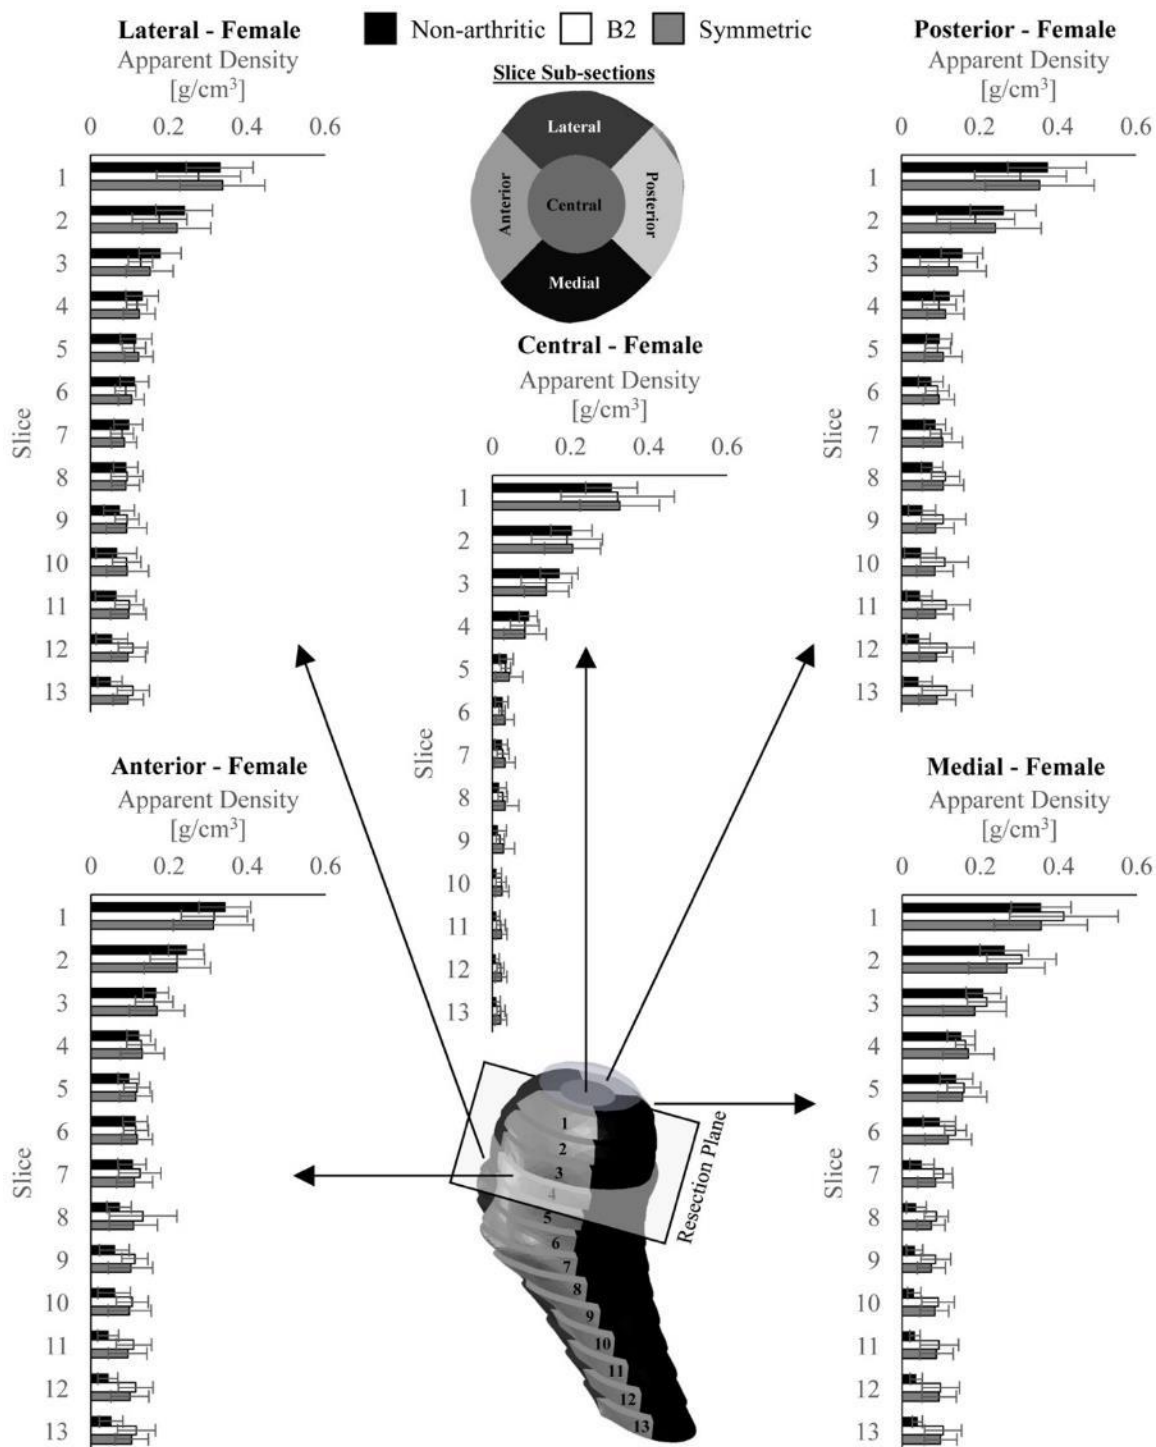 Non-arthritic B2 Symmetric
Lateral - Female
Apparent Density
[g/cm³]
0 0.2 0.4 0.6
Slice
1
2
3
4
5
6
7
8
9
10
11
12
13
Slice Sub-sections
Lateral
Anterior
Central
Posterior
Medial
Posterior - Female
Apparent Density
[g/cm³]
0 0.2 0.4 0.6
Slice
1
2
3
4
5
6
7
8
9
10
11
12
13
Central - Female
Apparent Density
[g/cm³]
0 0.2 0.4 0.6
Slice
1
2
3
4
5
6
7
8
9
10
11
12
13
Anterior - Female
Apparent Density
[g/cm³]
0 0.2 0.4 0.6
Slice
1
2
3
4
5
6
7
8
9
10
11
12
13
Medial - Female
Apparent Density
[g/cm³]
0 0.2 0.4 0.6
Slice
1
2
3
4
5
6
7
8
9
10
11
12
13
1
2
3
4
5
6
7
8
9
10
11
12
13
Resection Plane